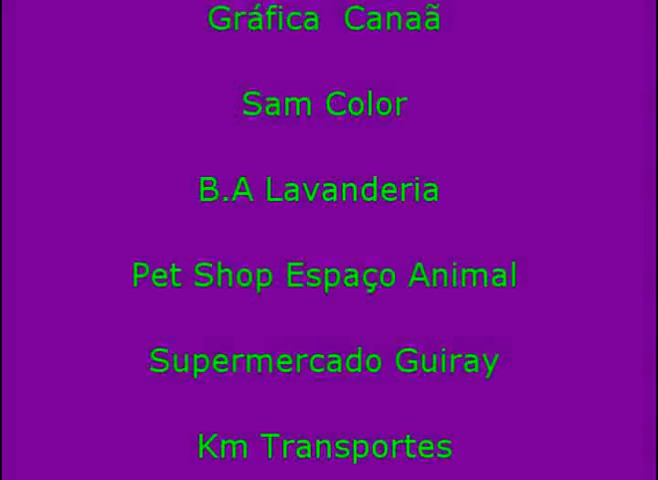 Gráfica Canaã
Sam Color
B.A Lavanderia
Pet Shop Espaço Animal
Supermercado Guiray
Km Transportes